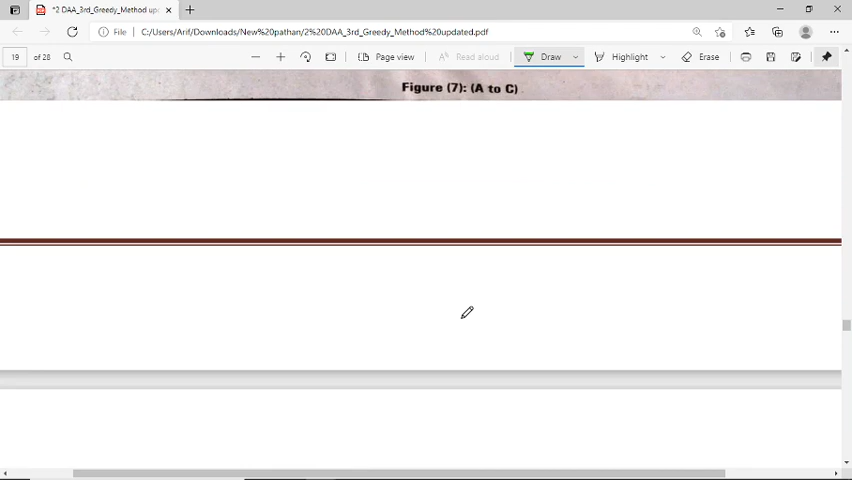 *2 DAA_3rd_Greedy_Method upd
File
C:/Users/Arif/Downloads/New%20pathan/2%20DAA_3rd_Greedy_Method%20updated.pdf
19 of 28
Page view
Read aloud
Draw
Highlight
Erase
Figure (7): (A to C)